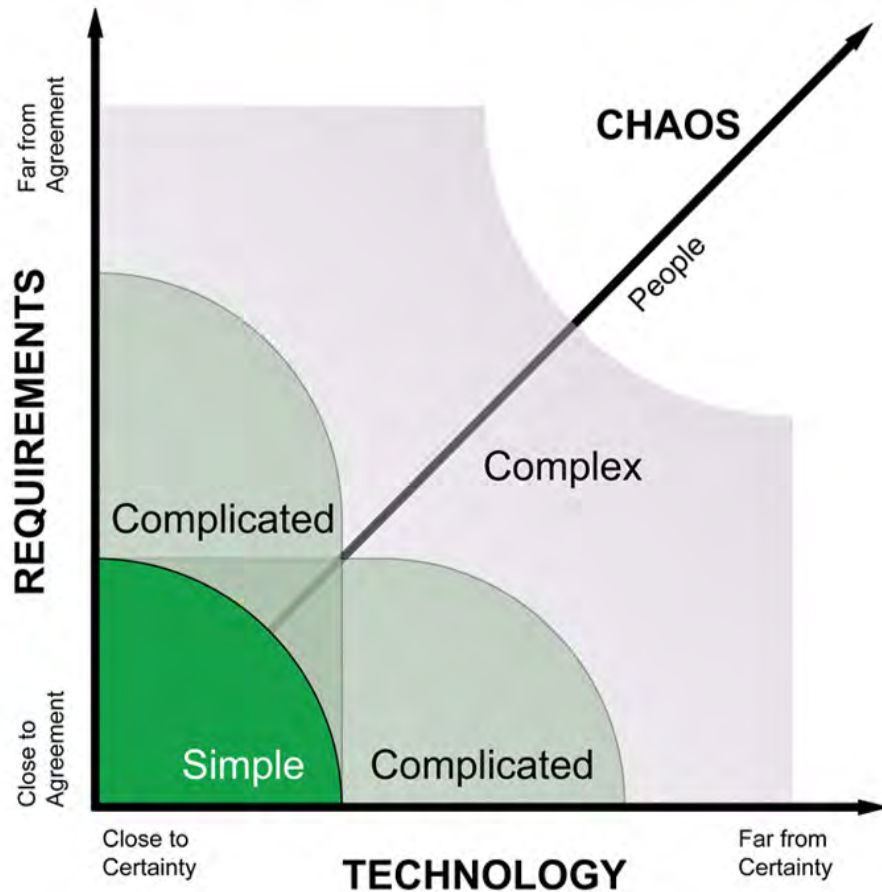 Far from
Agreement
REQUIREMENTS
Close to
Agreement
CHAOS
People
Complex
Complicated
Simple
Complicated
Close to
Certainty
TECHNOLOGY
Far from
Certainty